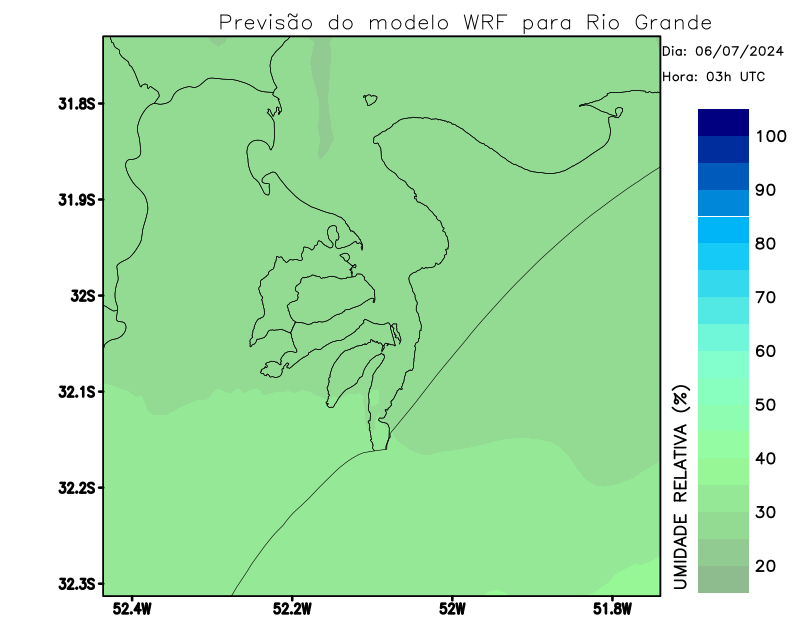 Previsão do modelo WRF para Rio Grande
Dia: 06/07/2024
Hora: 03h UTC
31.8S
31.9S
32S
32.1S
32.2S
32.3S
52.4W
52.2W
52W
51.8W
UMIDADE RELATIVA (%)
100
90
80
70
60
50
40
30
20